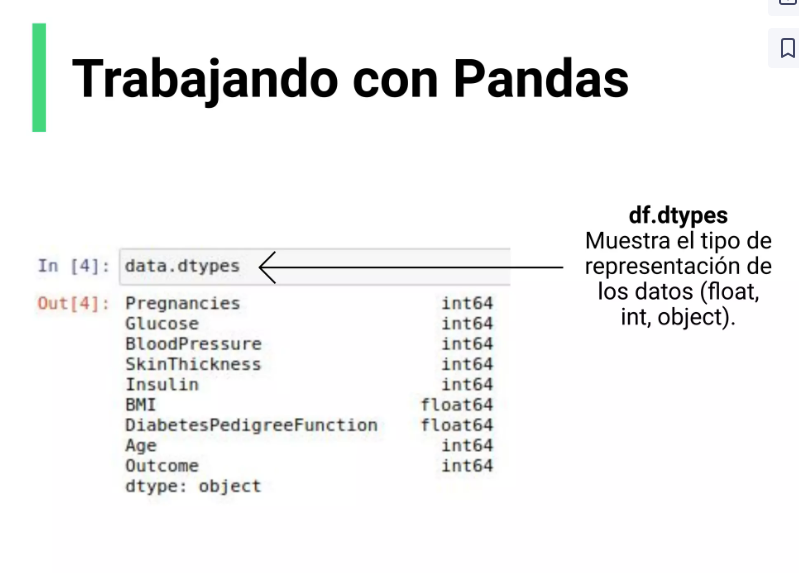 Trabajando con Pandas
df.dtypes
Muestra el tipo de
representación de
los datos (float,
int, object).
In [4]: data.dtypes
Out[4]: Pregnancies int64
Glucose int64
BloodPressure int64
SkinThickness int64
Insulin int64
BMI float64
DiabetesPedigreeFunction float64
Age int64
Outcome int64
dtype: object